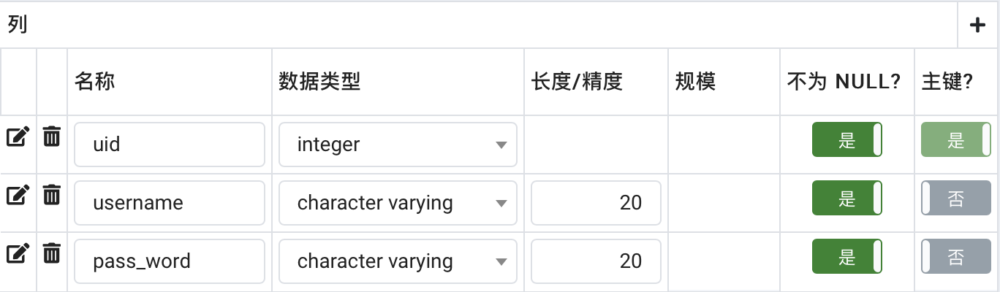 列
名称 数据类型 长度/精度 规模 不为 NULL? 主键?
uid integer 是 是
username character varying 20 是 否
pass_word character varying 20 是 否